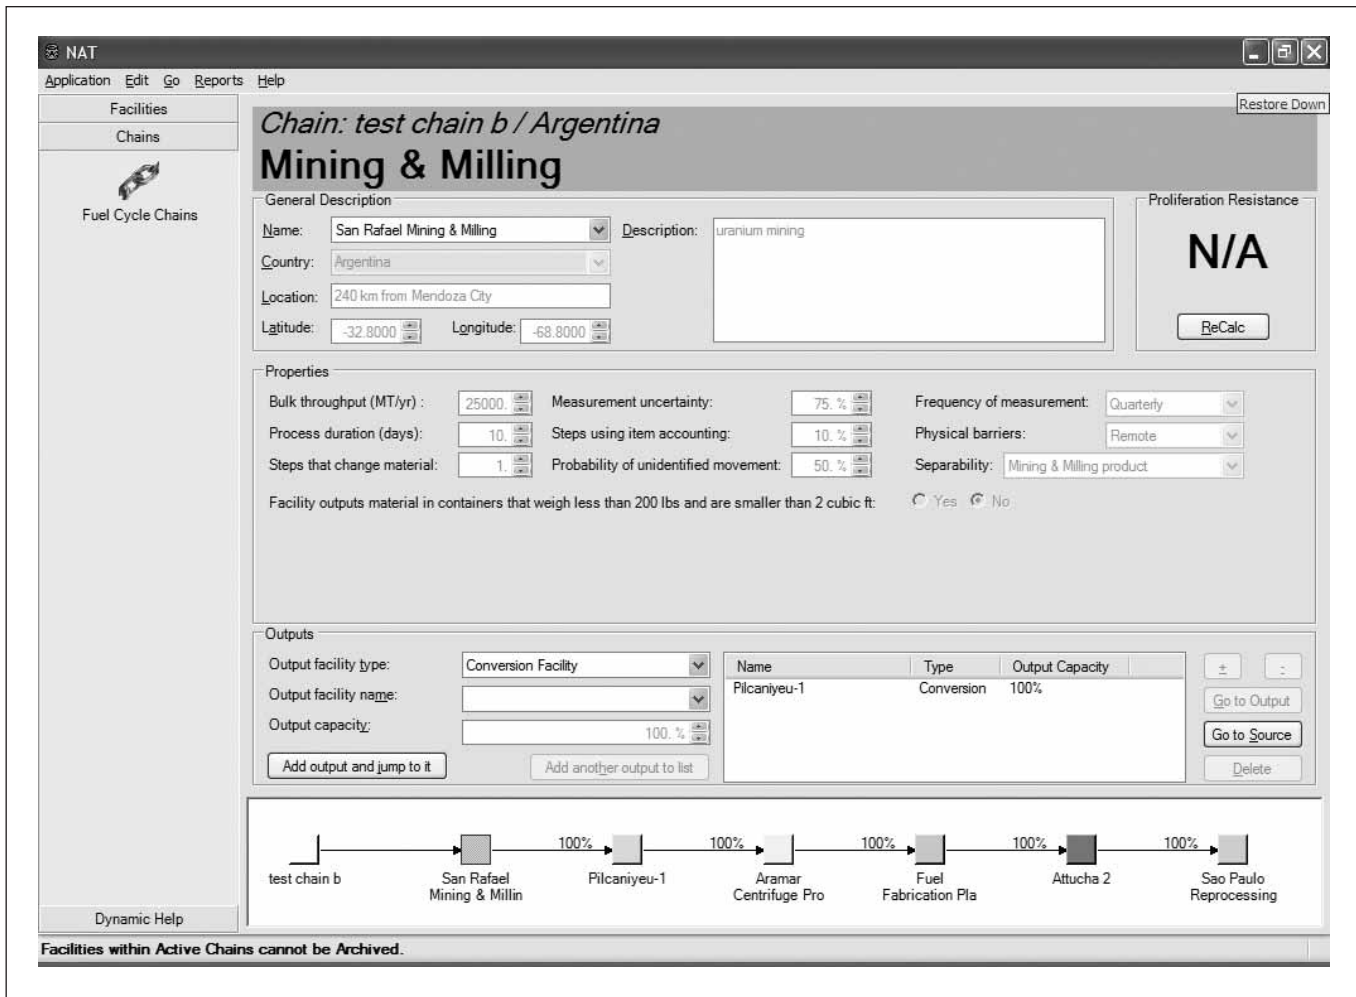 NAT
Application Edit Go Reports Help
Restore Down
Facilities
Chains
Fuel Cycle Chains
Dynamic Help
Chain: test chain b / Argentina
Mining & Milling
General Description
Name: San Rafael Mining & Milling Description: uranium mining
Country: Argentina
Location: 240 km from Mendoza City
Latitude: -32.8000 Longitude: -68.8000
Proliferation Resistance
N/A
ReCalc
Properties
Bulk throughput (MT/yr) : 25000. Measurement uncertainty: 75. % Frequency of measurement: Quarterly
Process duration (days): 10. Steps using item accounting: 10. % Physical barriers: Remote
Steps that change material: 1. Probability of unidentified movement: 50. % Separability: Mining & Milling product
Facility outputs material in containers that weigh less than 200 lbs and are smaller than 2 cubic ft: Yes No
Outputs
Output facility type: Conversion Facility
Output facility name:
Output capacity: 100. %
Add output and jump to it Add another output to list
Name Type Output Capacity
Pilcaniyeu-1 Conversion 100%
+ -
Go to Output
Go to Source
Delete
100% 100% 100% 100% 100%
test chain b San Rafael Pilcaniyeu-1 Aramar Fuel Attucha 2 Sao Paulo
Mining & Millin Centrifuge Pro Fabrication Pla Reprocessing
Facilities within Active Chains cannot be Archived.